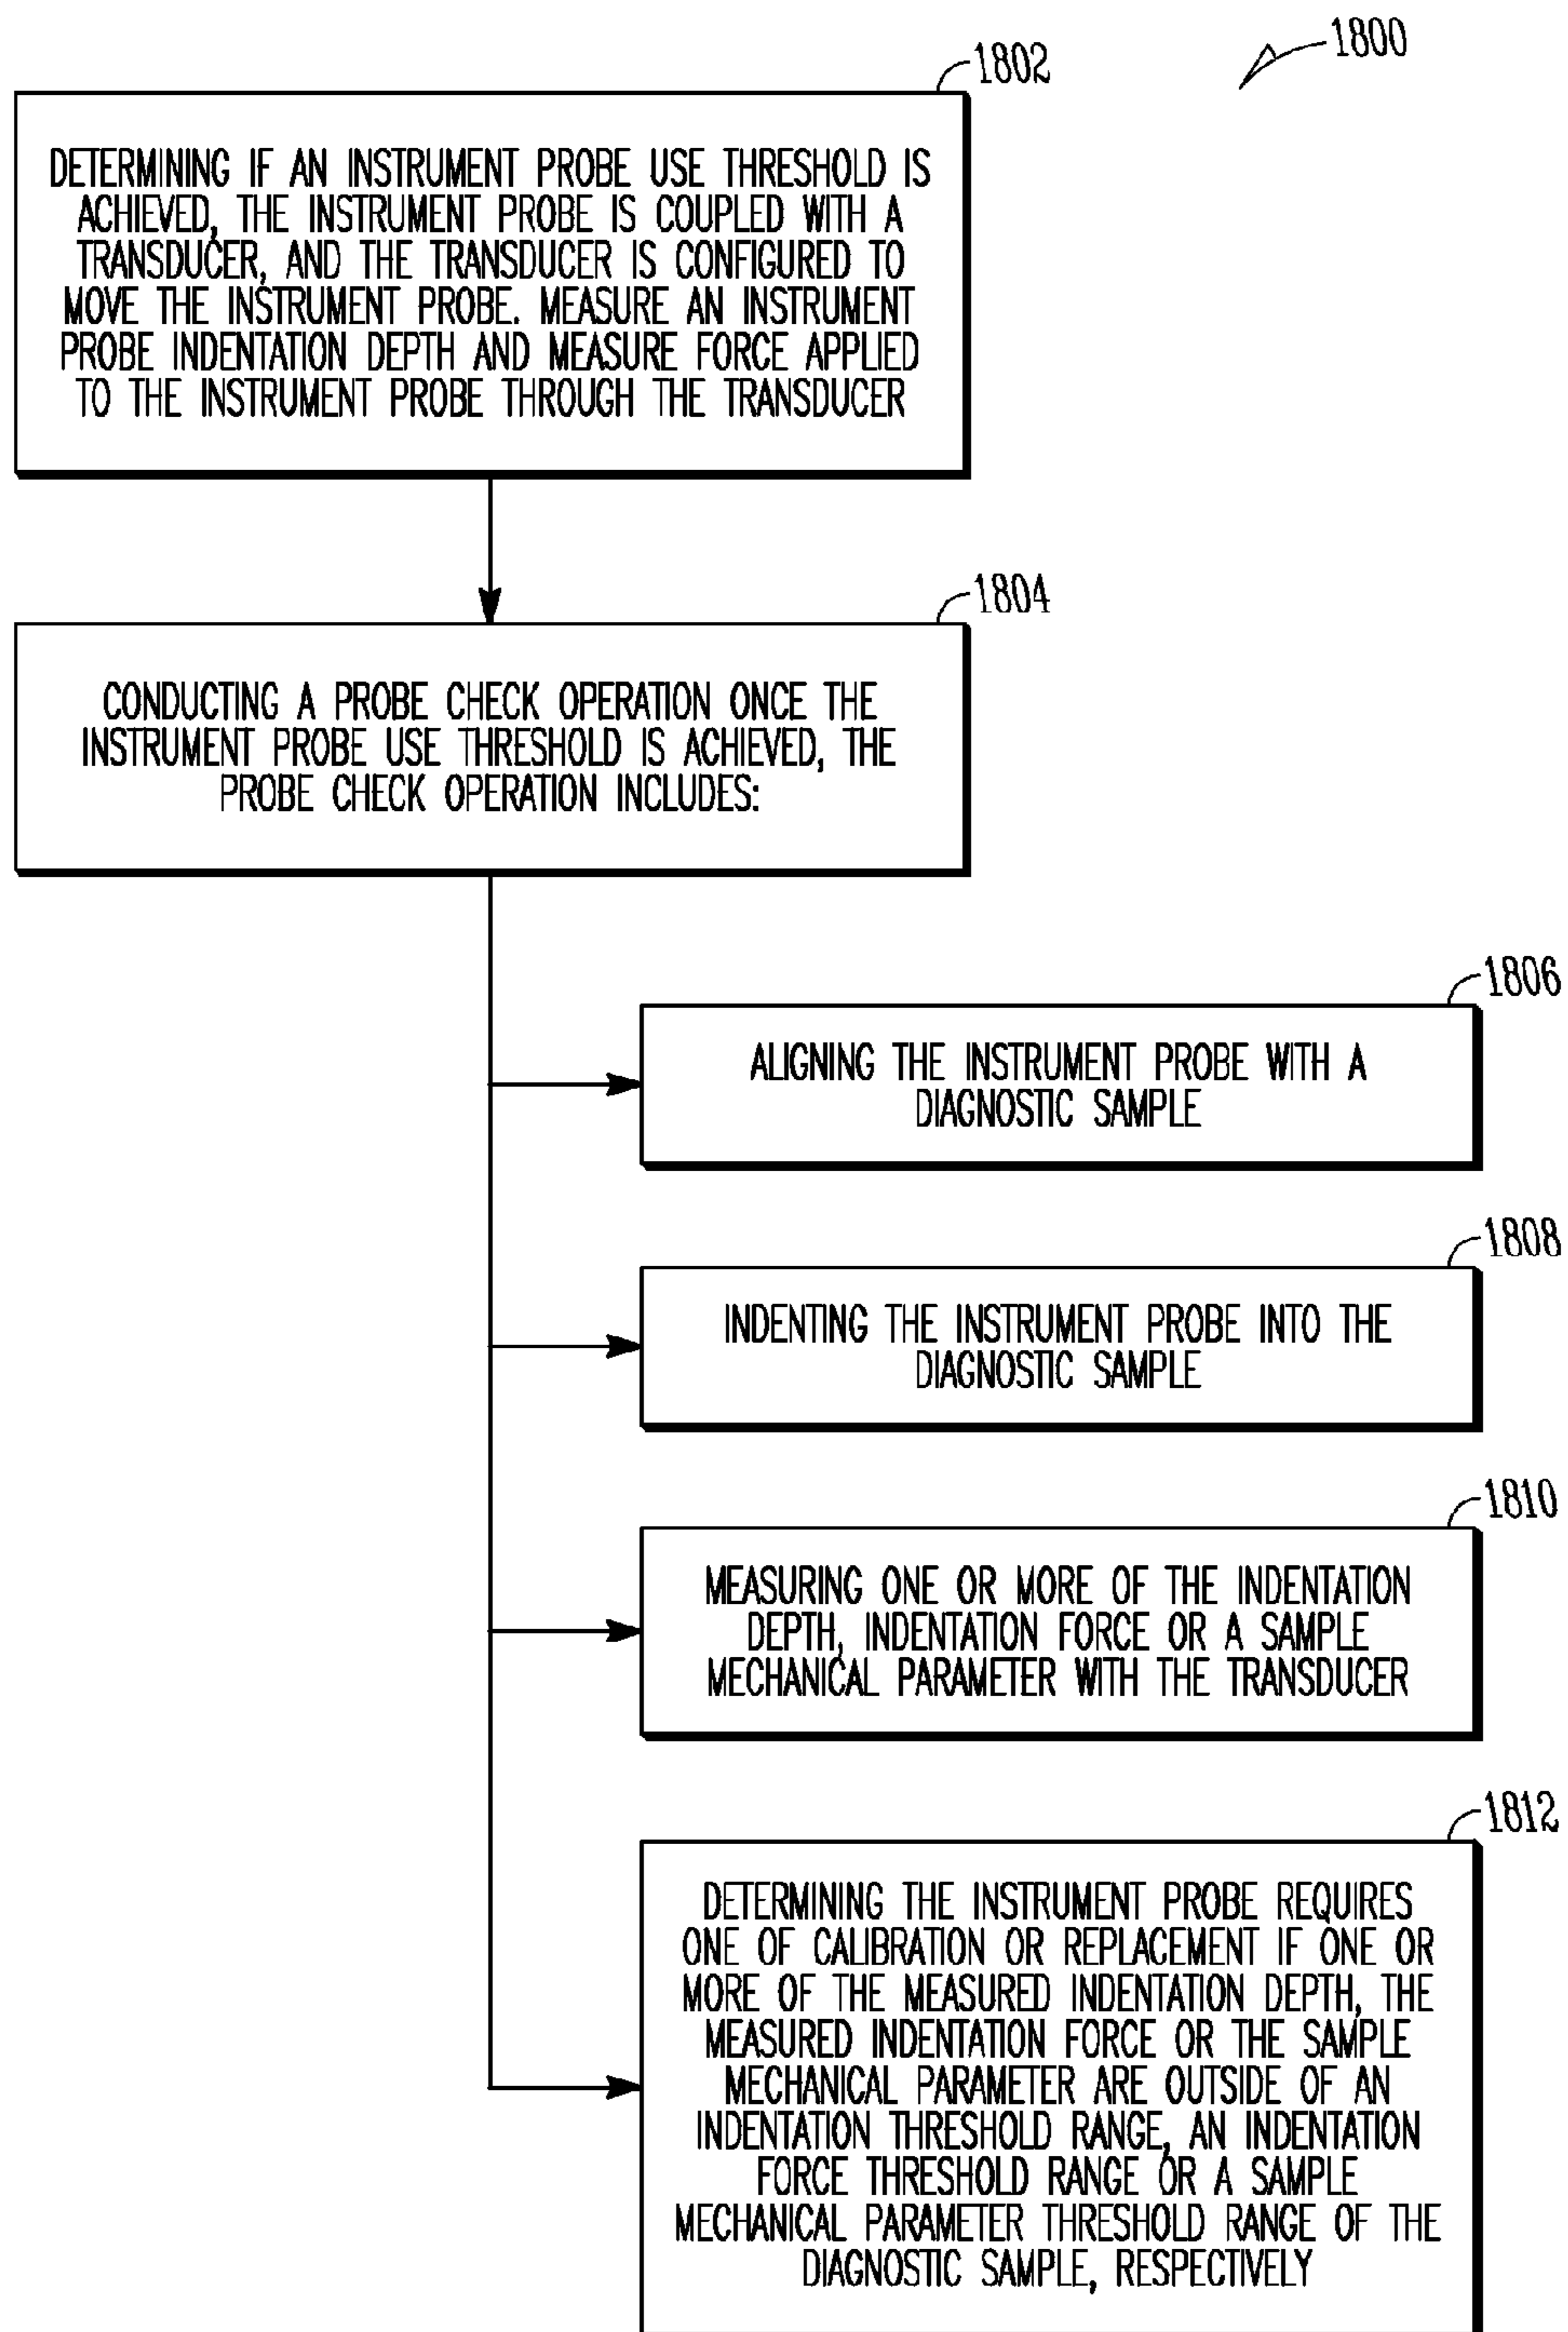 1800
1802
DETERMINING IF AN INSTRUMENT PROBE USE THRESHOLD IS
ACHIEVED, THE INSTRUMENT PROBE IS COUPLED WITH A
TRANSDUCER, AND THE TRANSDUCER IS CONFIGURED TO
MOVE THE INSTRUMENT PROBE. MEASURE AN INSTRUMENT
PROBE INDENTATION DEPTH AND MEASURE FORCE APPLIED
TO THE INSTRUMENT PROBE THROUGH THE TRANSDUCER
1804
CONDUCTING A PROBE CHECK OPERATION ONCE THE
INSTRUMENT PROBE USE THRESHOLD IS ACHIEVED, THE
PROBE CHECK OPERATION INCLUDES:
1806
ALIGNING THE INSTRUMENT PROBE WITH A
DIAGNOSTIC SAMPLE
1808
INDENTING THE INSTRUMENT PROBE INTO THE
DIAGNOSTIC SAMPLE
1810
MEASURING ONE OR MORE OF THE INDENTATION
DEPTH, INDENTATION FORCE OR A SAMPLE
MECHANICAL PARAMETER WITH THE TRANSDUCER
1812
DETERMINING THE INSTRUMENT PROBE REQUIRES
ONE OF CALIBRATION OR REPLACEMENT IF ONE OR
MORE OF THE MEASURED INDENTATION DEPTH, THE
MEASURED INDENTATION FORCE OR THE SAMPLE
MECHANICAL PARAMETER ARE OUTSIDE OF AN
INDENTATION THRESHOLD RANGE, AN INDENTATION
FORCE THRESHOLD RANGE OR A SAMPLE
MECHANICAL PARAMETER THRESHOLD RANGE OF THE
DIAGNOSTIC SAMPLE, RESPECTIVELY